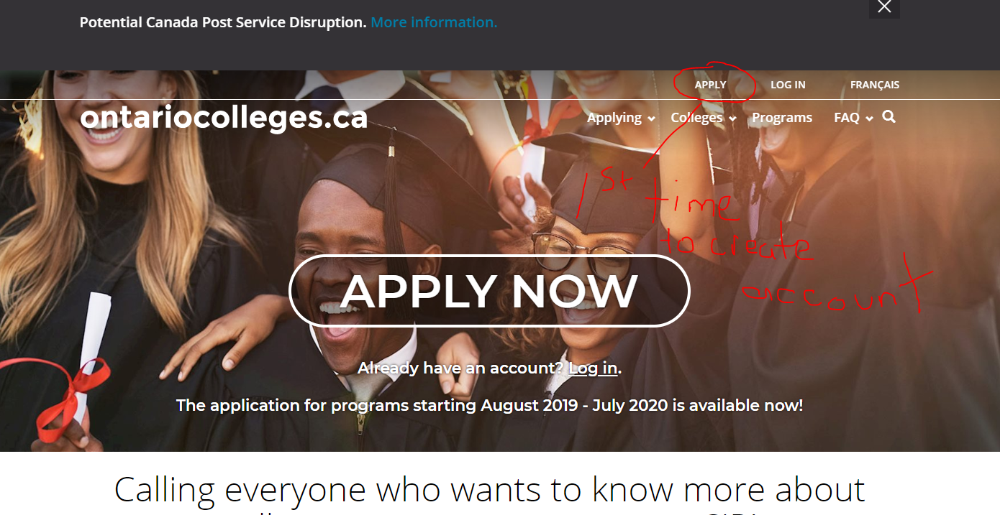 Potential Canada Post Service Disruption. More information.
APPLY LOG IN FRANÇAIS
ontariocolleges.ca
Applying Colleges Programs FAQ
1st time
to create
account
APPLY NOW
Already have an account? Log in.
The application for programs starting August 2019 - July 2020 is available now!
Calling everyone who wants to know more about